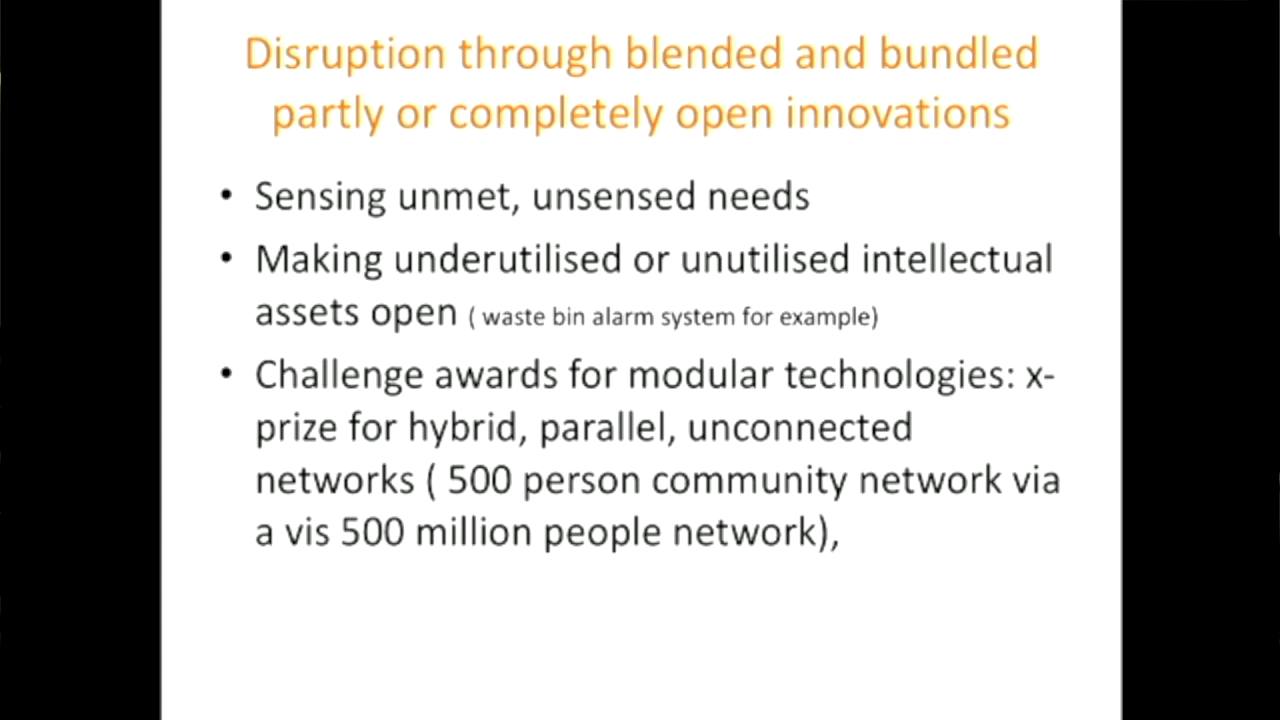 Disruption through blended and bundled
partly or completely open innovations
• Sensing unmet, unsensed needs
• Making underutilised or unutilised intellectual
assets open ( waste bin alarm system for example)
• Challenge awards for modular technologies: x-
prize for hybrid, parallel, unconnected
networks ( 500 person community network via
a vis 500 million people network),